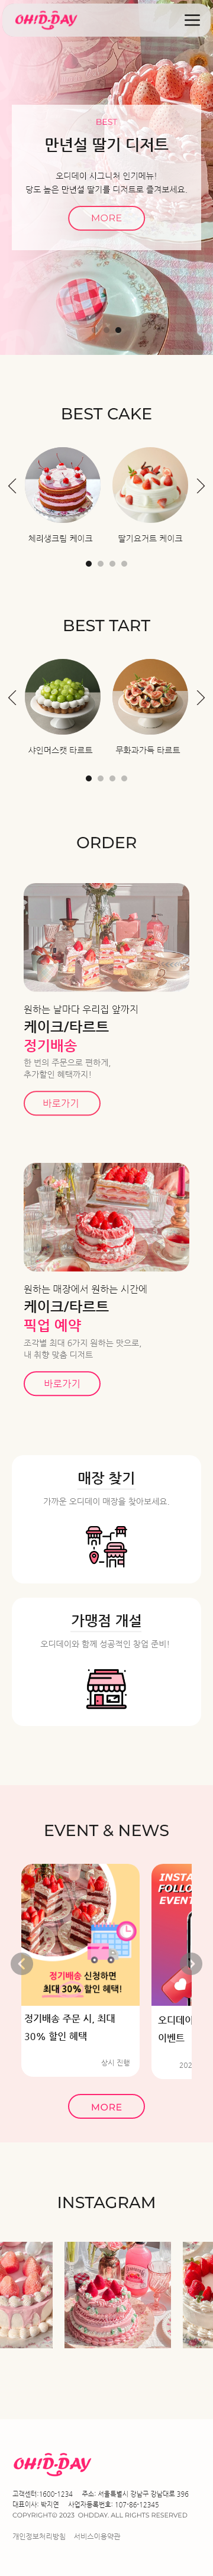 OH!D-DAY
BEST
만년설 딸기 디저트
오디데이 시그니처 인기메뉴!
당도 높은 만년설 딸기를 디저트로 즐겨보세요.
MORE
BEST CAKE
체리생크림 케이크
딸기요거트 케이크
BEST TART
샤인머스캣 타르트
무화과가득 타르트
ORDER
원하는 날마다 우리집 앞까지
케이크/타르트
정기배송
한 번의 주문으로 편하게,
추가할인 혜택까지!
바로가기
원하는 매장에서 원하는 시간에
케이크/타르트
픽업 예약
조각별 최대 6가지 원하는 맛으로,
내 취향 맞춤 디저트
바로가기
매장 찾기
가까운 오디데이 매장을 찾아보세요.
가맹점 개설
오디데이와 함께 성공적인 창업 준비!
EVENT & NEWS
정기배송 신청하면
최대 30% 할인 혜택!
정기배송 주문 시, 최대
30% 할인 혜택
상시 진행
INSTA
FOLLO
EVENT
오디데이
이벤트
202
MORE
INSTAGRAM
OH!D-DAY
고객센터:1600-1234 주소: 서울특별시 강남구 강남대로 396
대표이사: 박지연 사업자등록번호: 107-86-12345
COPYRIGHT© 2023 OHDDAY. ALL RIGHTS RESERVED
개인정보처리방침 서비스이용약관